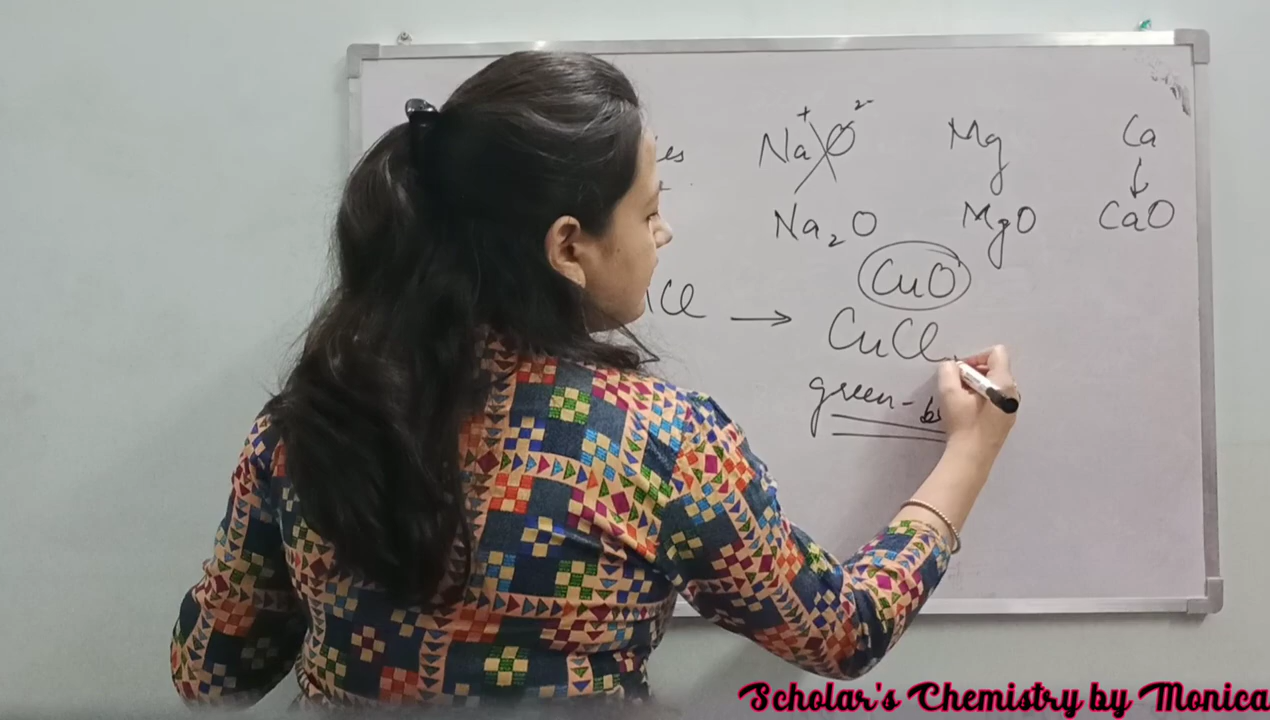 Na⁺ O²⁻ Mg Ca
↓
Na₂O MgO CaO
CuO
Cl → CuCl
green-b
Scholar's Chemistry by Monica